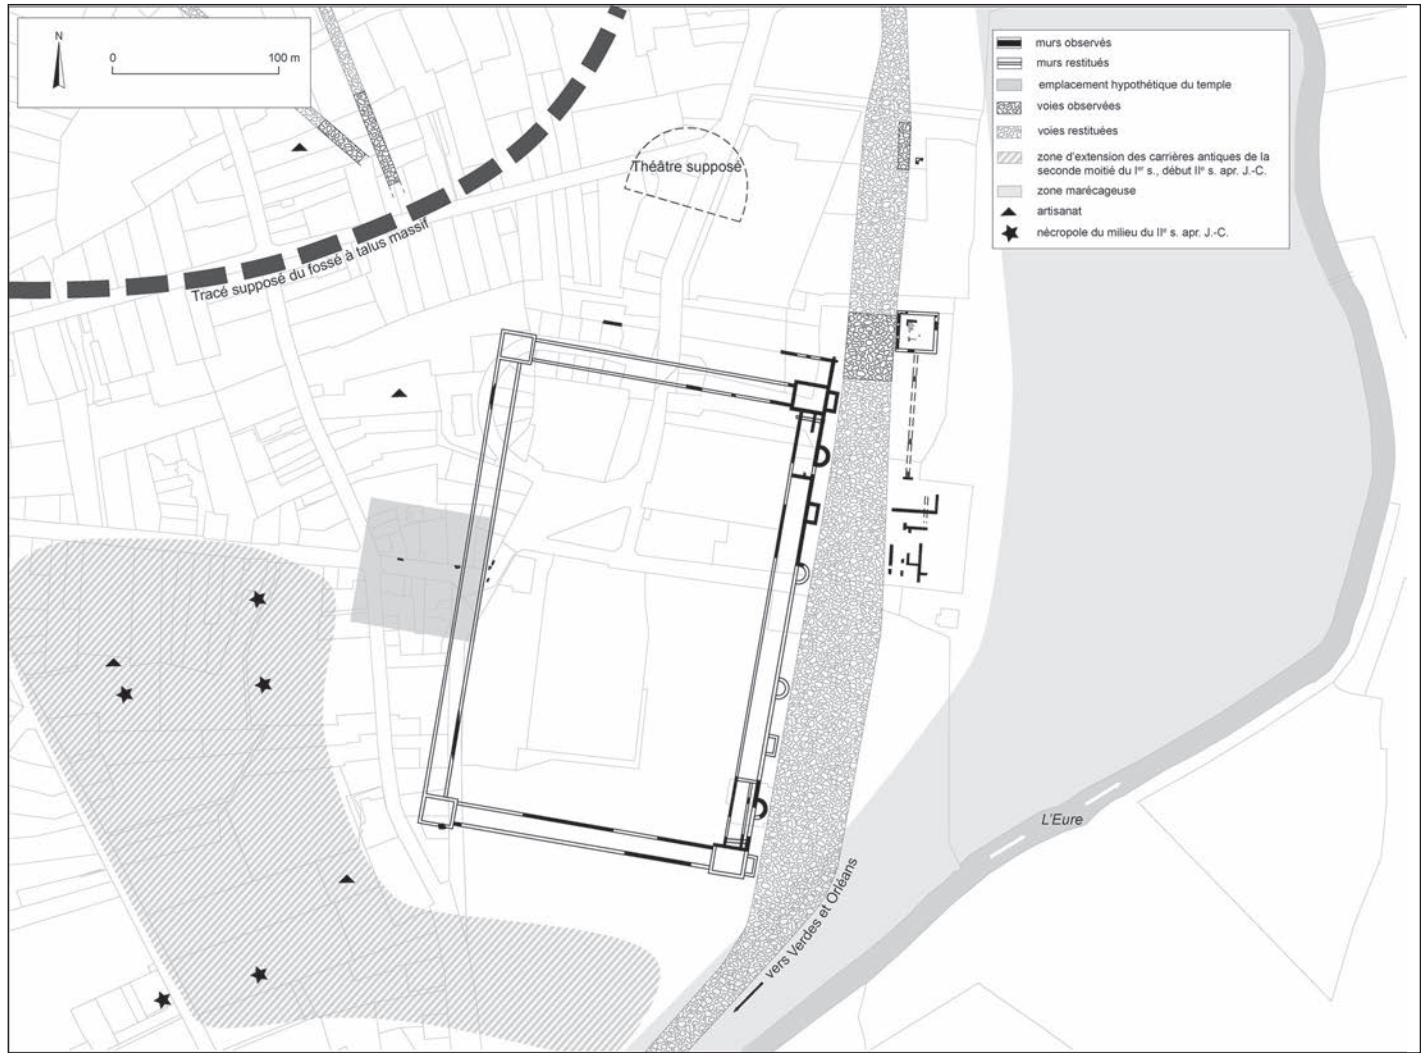 N
0 100 m
murs observés
murs restitués
emplacement hypothétique du temple
voies observées
voies restituées
zone d'extension des carrières antiques de la
seconde moitié du Ier s., début IIe s. apr. J.-C.
zone marécageuse
artisanat
nécropole du milieu du IIe s. apr. J.-C.
Théâtre supposé
Tracé supposé du fossé à talus massif
L'Eure
vers Verdes et Orléans